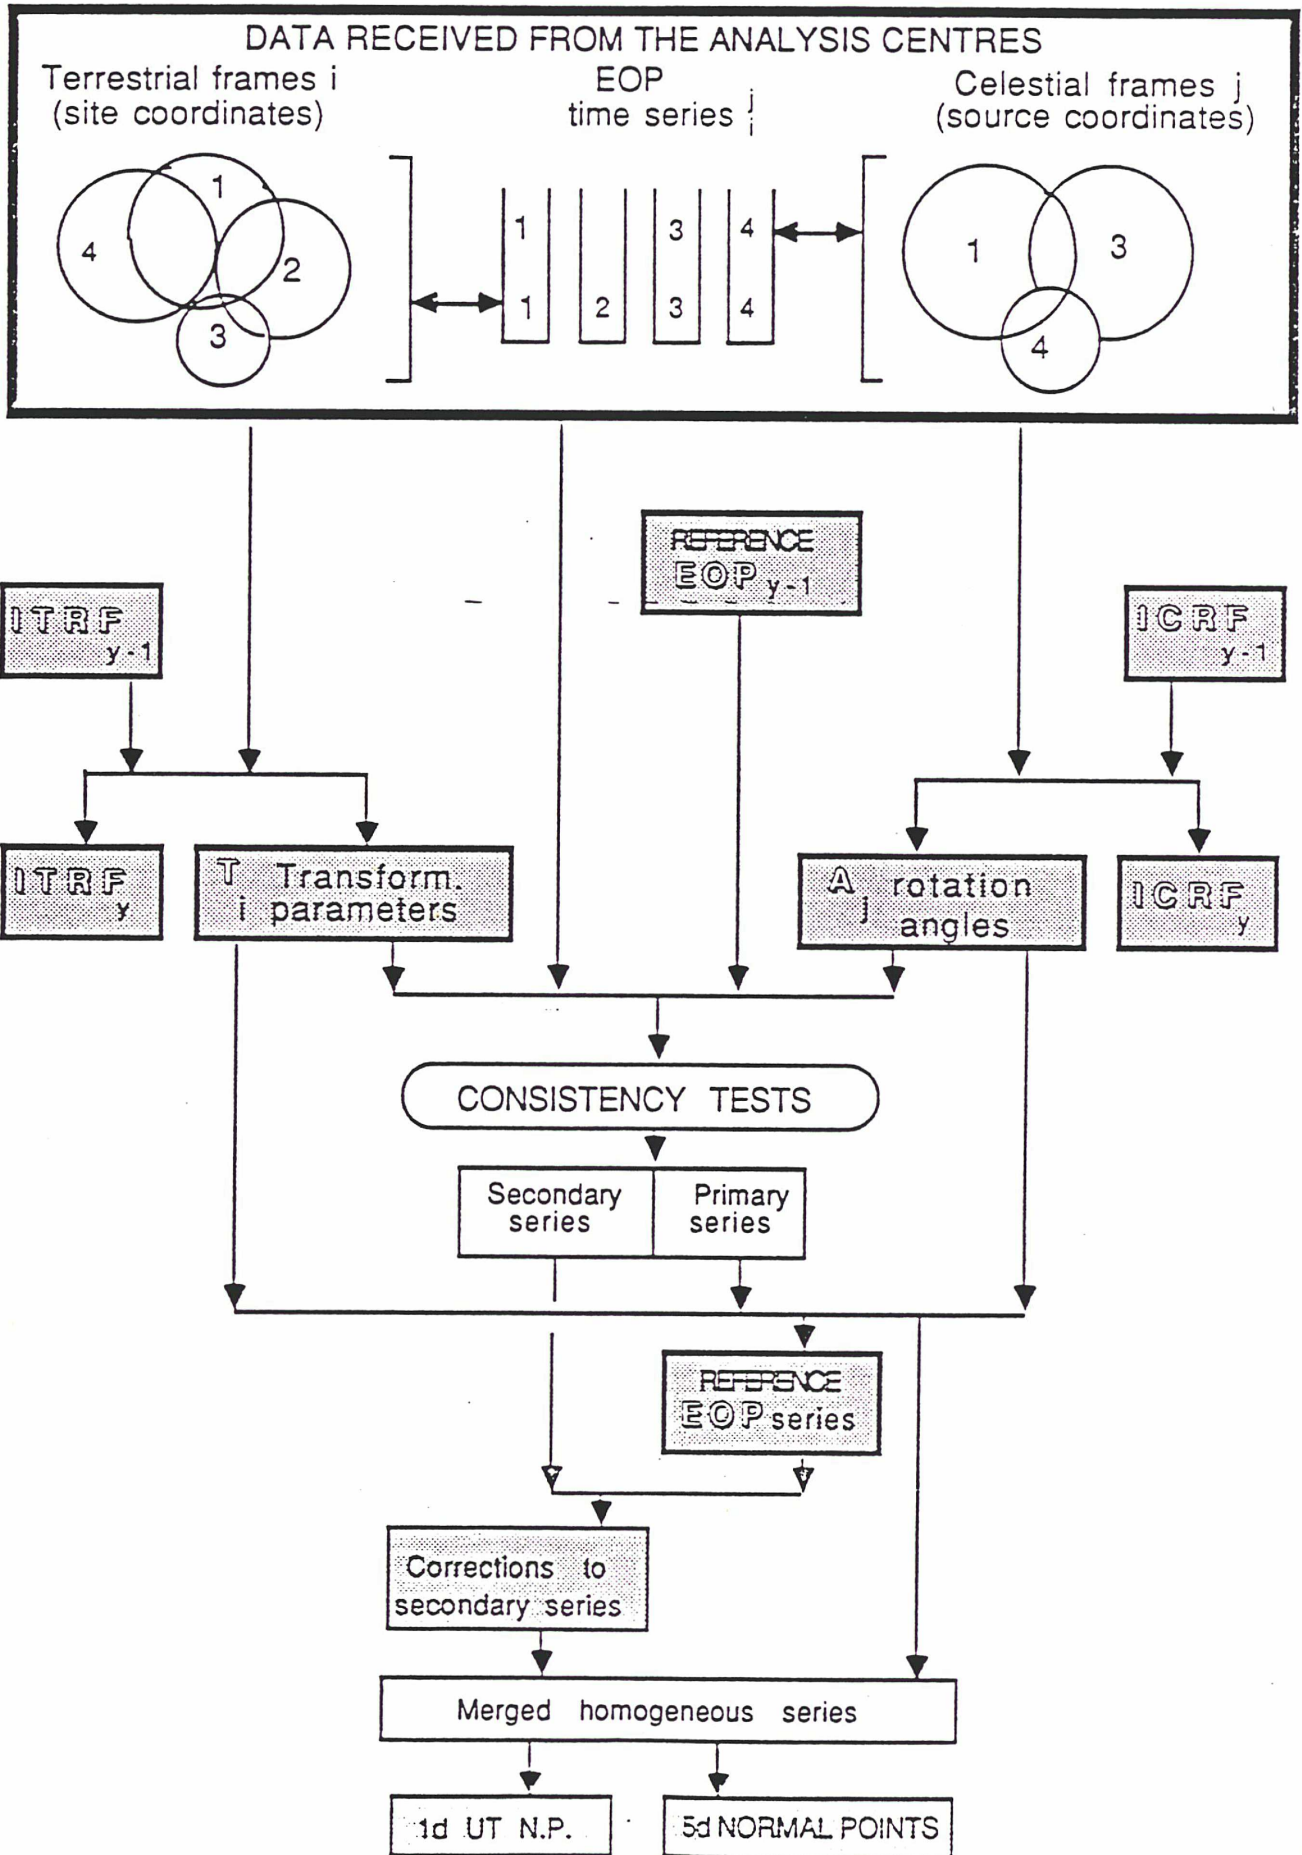 DATA RECEIVED FROM THE ANALYSIS CENTRES
Terrestrial frames i
(site coordinates)
EOP
time series j i
Celestial frames j
(source coordinates)
4
1
2
3
1
3
4
1
2
3
4
1
3
4
REFERENCE
EOP y-1
ITRF
y-1
ICRF
y-1
ITRF
y
T Transform.
i parameters
A rotation
j angles
ICRF
y
CONSISTENCY TESTS
Secondary
series
Primary
series
REFERENCE
EOP series
Corrections to
secondary series
Merged homogeneous series
1d UT N.P.
5d NORMAL POINTS